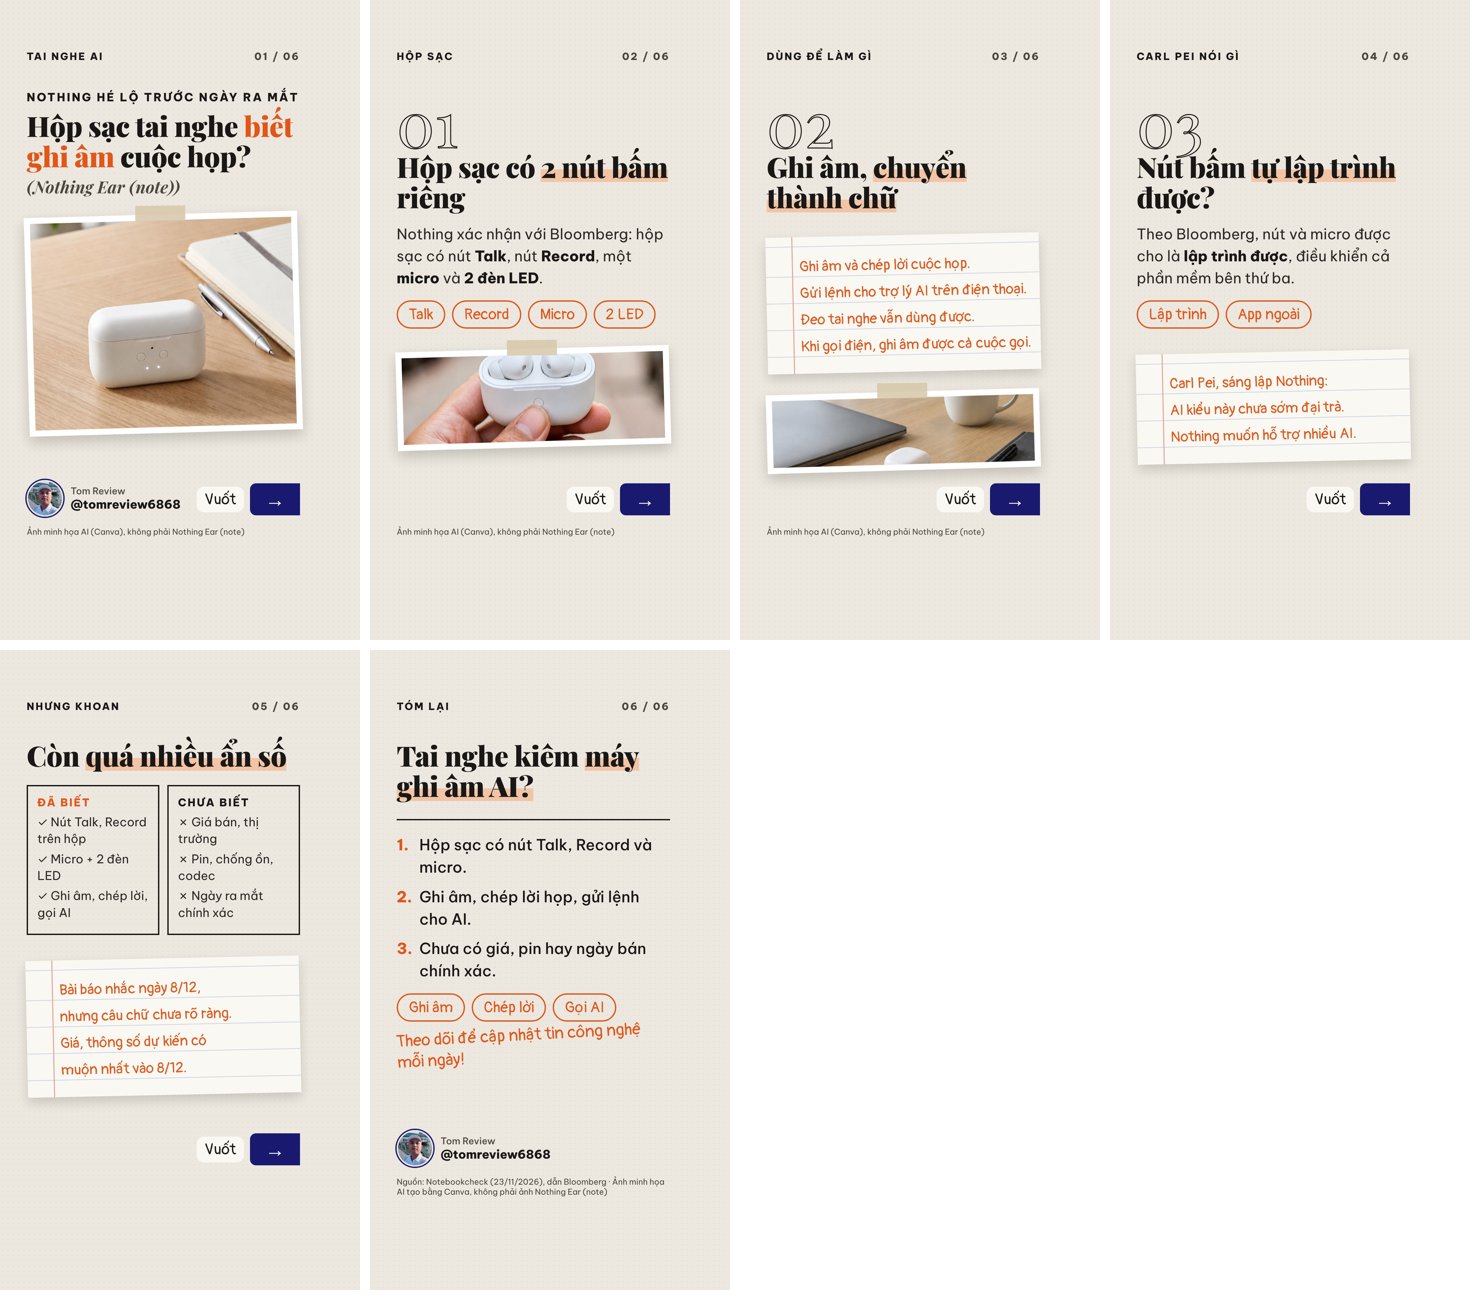 TAI NGHE AI
01 / 06
NOTHING HÉ LỘ TRƯỚC NGÀY RA MẮT
Hộp sạc tai nghe biết
ghi âm cuộc họp?
(Nothing Ear (note))
Tom Review
@tomreview6868
Vuốt
→
Ảnh minh họa AI (Canva), không phải Nothing Ear (note)
HỘP SẠC
02 / 06
01
Hộp sạc có 2 nút bấm
riêng
Nothing xác nhận với Bloomberg: hộp
sạc có nút Talk, nút Record, một
micro và 2 đèn LED.
Talk
Record
Micro
2 LED
Vuốt
→
Ảnh minh họa AI (Canva), không phải Nothing Ear (note)
DÙNG ĐỂ LÀM GÌ
03 / 06
02
Ghi âm, chuyển
thành chữ
Ghi âm và chép lời cuộc họp.
Gửi lệnh cho trợ lý AI trên điện thoại.
Đeo tai nghe vẫn dùng được.
Khi gọi điện, ghi âm được cả cuộc gọi.
Vuốt
→
Ảnh minh họa AI (Canva), không phải Nothing Ear (note)
CARL PEI NÓI GÌ
04 / 06
03
Nút bấm tự lập trình
được?
Theo Bloomberg, nút và micro được
cho là lập trình được, điều khiển cả
phần mềm bên thứ ba.
Lập trình
App ngoài
Carl Pei, sáng lập Nothing:
AI kiểu này chưa sớm đại trà.
Nothing muốn hỗ trợ nhiều AI.
Vuốt
→
NHƯNG KHOAN
05 / 06
Còn quá nhiều ẩn số
ĐÃ BIẾT
✓ Nút Talk, Record
trên hộp
✓ Micro + 2 đèn
LED
✓ Ghi âm, chép lời,
gọi AI
CHƯA BIẾT
× Giá bán, thị
trường
× Pin, chống ồn,
codec
× Ngày ra mắt
chính xác
Bài báo nhắc ngày 8/12,
nhưng câu chữ chưa rõ ràng.
Giá, thông số dự kiến có
muộn nhất vào 8/12.
Vuốt
→
TÓM LẠI
06 / 06
Tai nghe kiêm máy
ghi âm AI?
1. Hộp sạc có nút Talk, Record và
micro.
2. Ghi âm, chép lời họp, gửi lệnh
cho AI.
3. Chưa có giá, pin hay ngày bán
chính xác.
Ghi âm
Chép lời
Gọi AI
Theo dõi để cập nhật tin công nghệ
mỗi ngày!
Tom Review
@tomreview6868
Nguồn: Notebookcheck (23/11/2026), dẫn Bloomberg · Ảnh minh họa
AI tạo bằng Canva, không phải ảnh Nothing Ear (note)